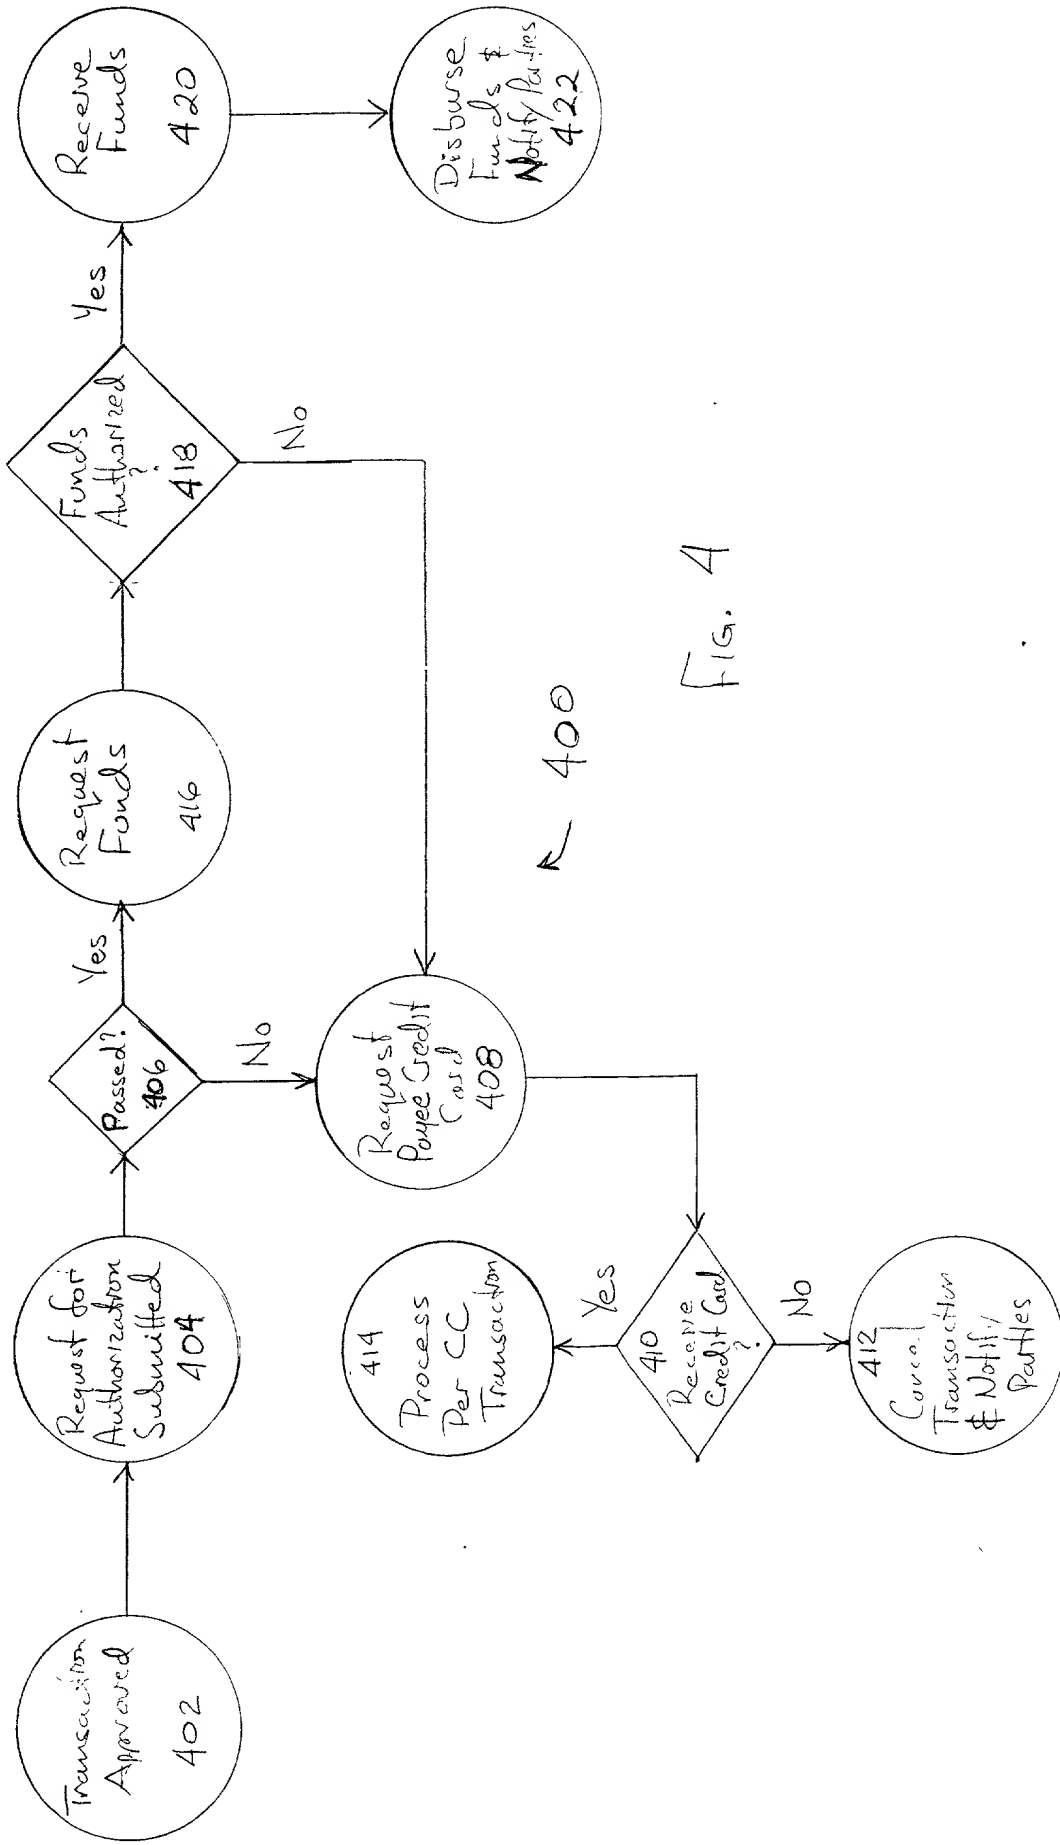 Transaction
Approved
402
Request for
Authorization
Submitted
404
Passed?
406
Yes
No
Request
Funds
416
Funds
Authorized
?
418
Yes
No
Receive
Funds
420
Disburse
Funds &
Notify Parties
422
Request
Payee Credit
Card
408
414
Process
Per CC
Transaction
Yes
410
Receive
Credit Card
?
No
412
Cancel
Transaction
& Notify
Parties
400
FIG. 4